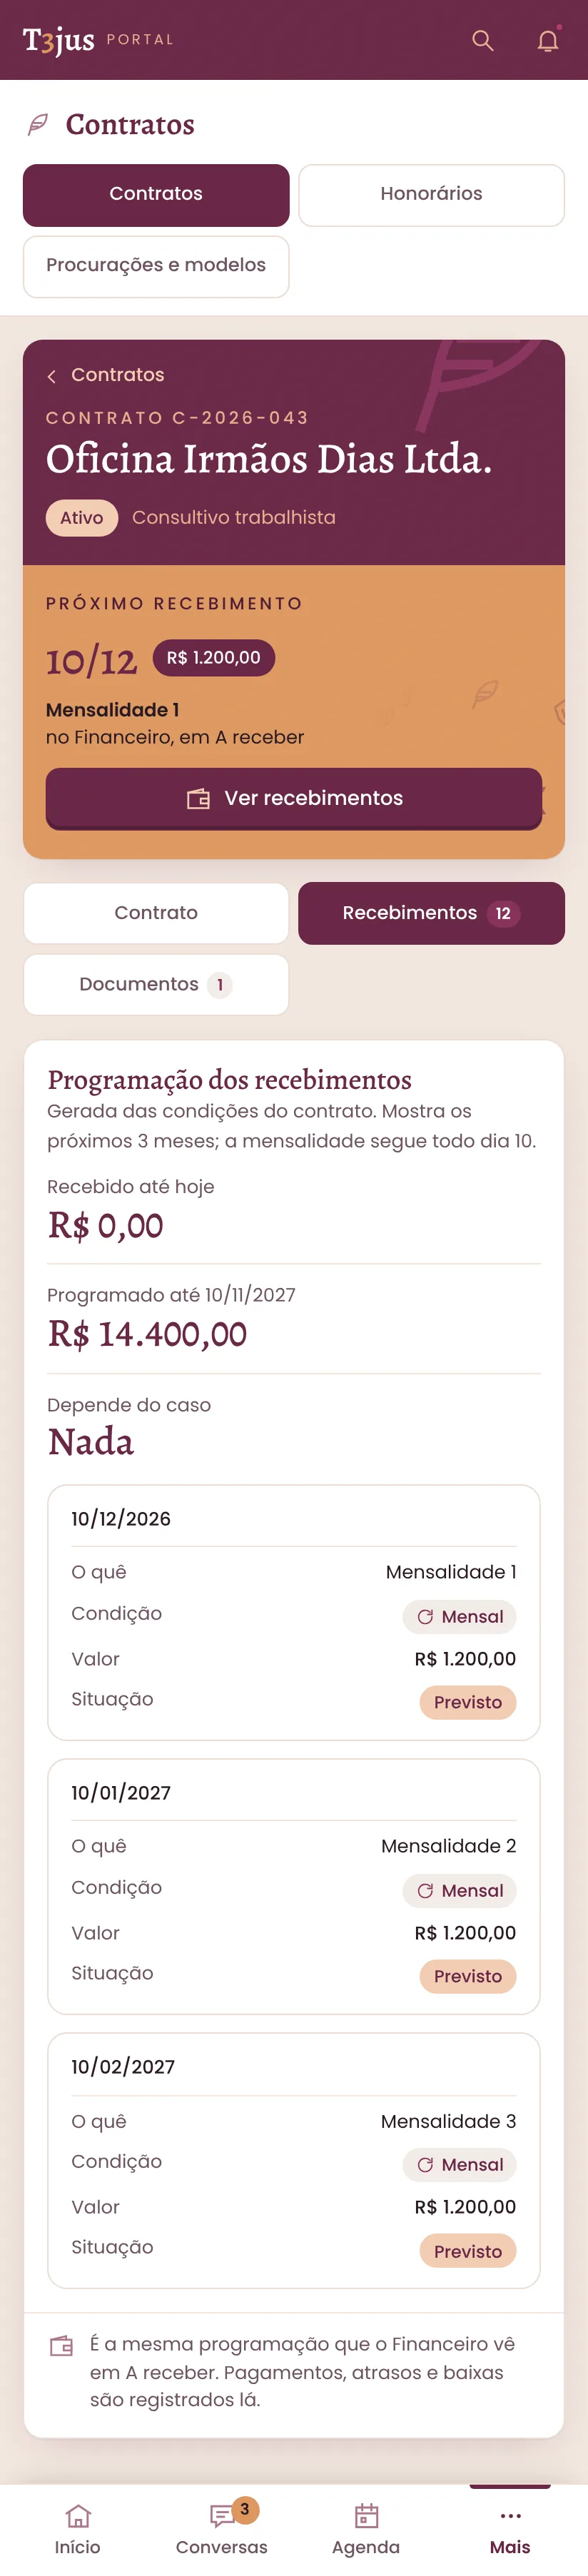 T3jus PORTAL
Contratos
Contratos
Honorários
Procurações e modelos
Contratos
CONTRATO C-2026-043
Oficina Irmãos Dias Ltda.
Ativo
Consultivo trabalhista
PRÓXIMO RECEBIMENTO
10/12 R$ 1.200,00
Mensalidade 1
no Financeiro, em A receber
Ver recebimentos
Contrato
Recebimentos 12
Documentos 1
Programação dos recebimentos
Gerada das condições do contrato. Mostra os
próximos 3 meses; a mensalidade segue todo dia 10.
Recebido até hoje
R$ 0,00
Programado até 10/11/2027
R$ 14.400,00
Depende do caso
Nada
10/12/2026
O quê Mensalidade 1
Condição Mensal
Valor R$ 1.200,00
Situação Previsto
10/01/2027
O quê Mensalidade 2
Condição Mensal
Valor R$ 1.200,00
Situação Previsto
10/02/2027
O quê Mensalidade 3
Condição Mensal
Valor R$ 1.200,00
Situação Previsto
É a mesma programação que o Financeiro vê
em A receber. Pagamentos, atrasos e baixas
são registrados lá.
3
Início Conversas Agenda Mais